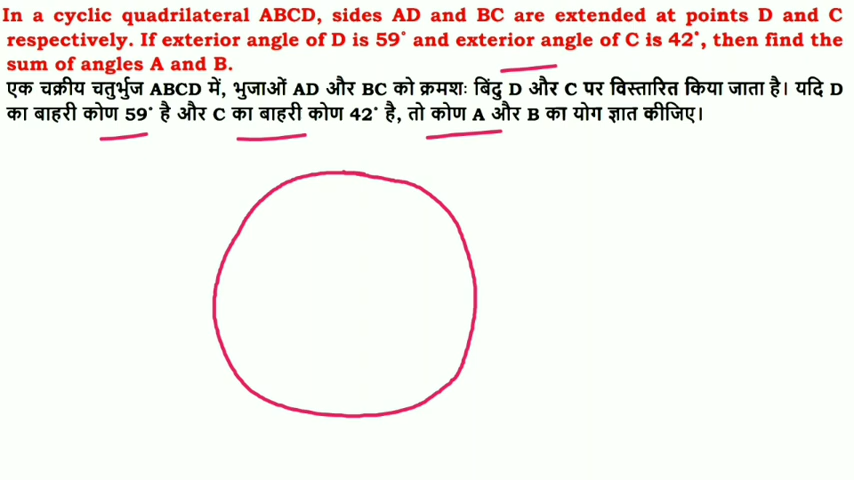 In a cyclic quadrilateral ABCD, sides AD and BC are extended at points D and C
respectively. If exterior angle of D is 59° and exterior angle of C is 42°, then find the
sum of angles A and B.
एक चक्रीय चतुर्भुज ABCD में, भुजाओं AD और BC को क्रमशः बिंदु D और C पर विस्तारित किया जाता है। यदि D
का बाहरी कोण 59° है और C का बाहरी कोण 42° है, तो कोण A और B का योग ज्ञात कीजिए।